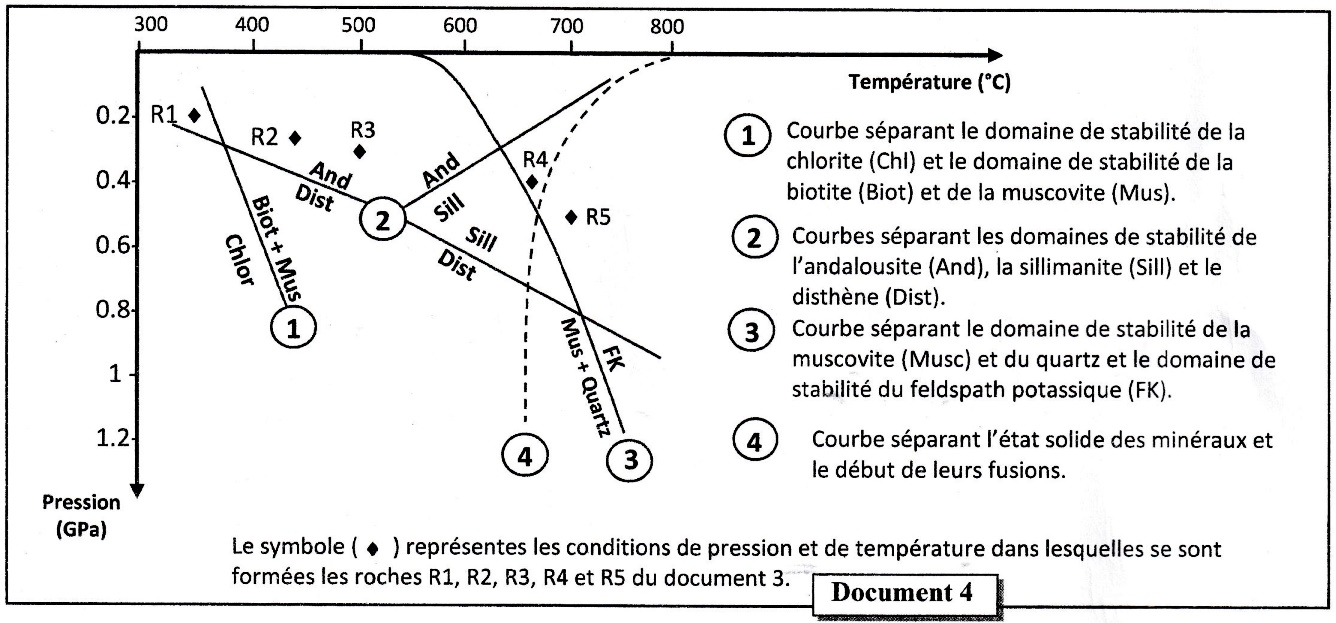 300 400 500 600 700 800
Température (°C)
0.2
0.4
0.6
0.8
1
1.2
Pression
(GPa)
R1
R2
R3
R4
R5
And
Dist
And
Sill
Sill
Dist
Biot + Mus
Chlor
FK
Mus + Quartz
1
2
3
4
1 Courbe séparant le domaine de stabilité de la
chlorite (Chl) et le domaine de stabilité de la
biotite (Biot) et de la muscovite (Mus).
2 Courbes séparant les domaines de stabilité de
l'andalousite (And), la sillimanite (Sill) et le
disthène (Dist).
3 Courbe séparant le domaine de stabilité de la
muscovite (Musc) et du quartz et le domaine de
stabilité du feldspath potassique (FK).
4 Courbe séparant l'état solide des minéraux et
le début de leurs fusions.
Le symbole ( ♦ ) représentes les conditions de pression et de température dans lesquelles se sont
formées les roches R1, R2, R3, R4 et R5 du document 3.
Document 4